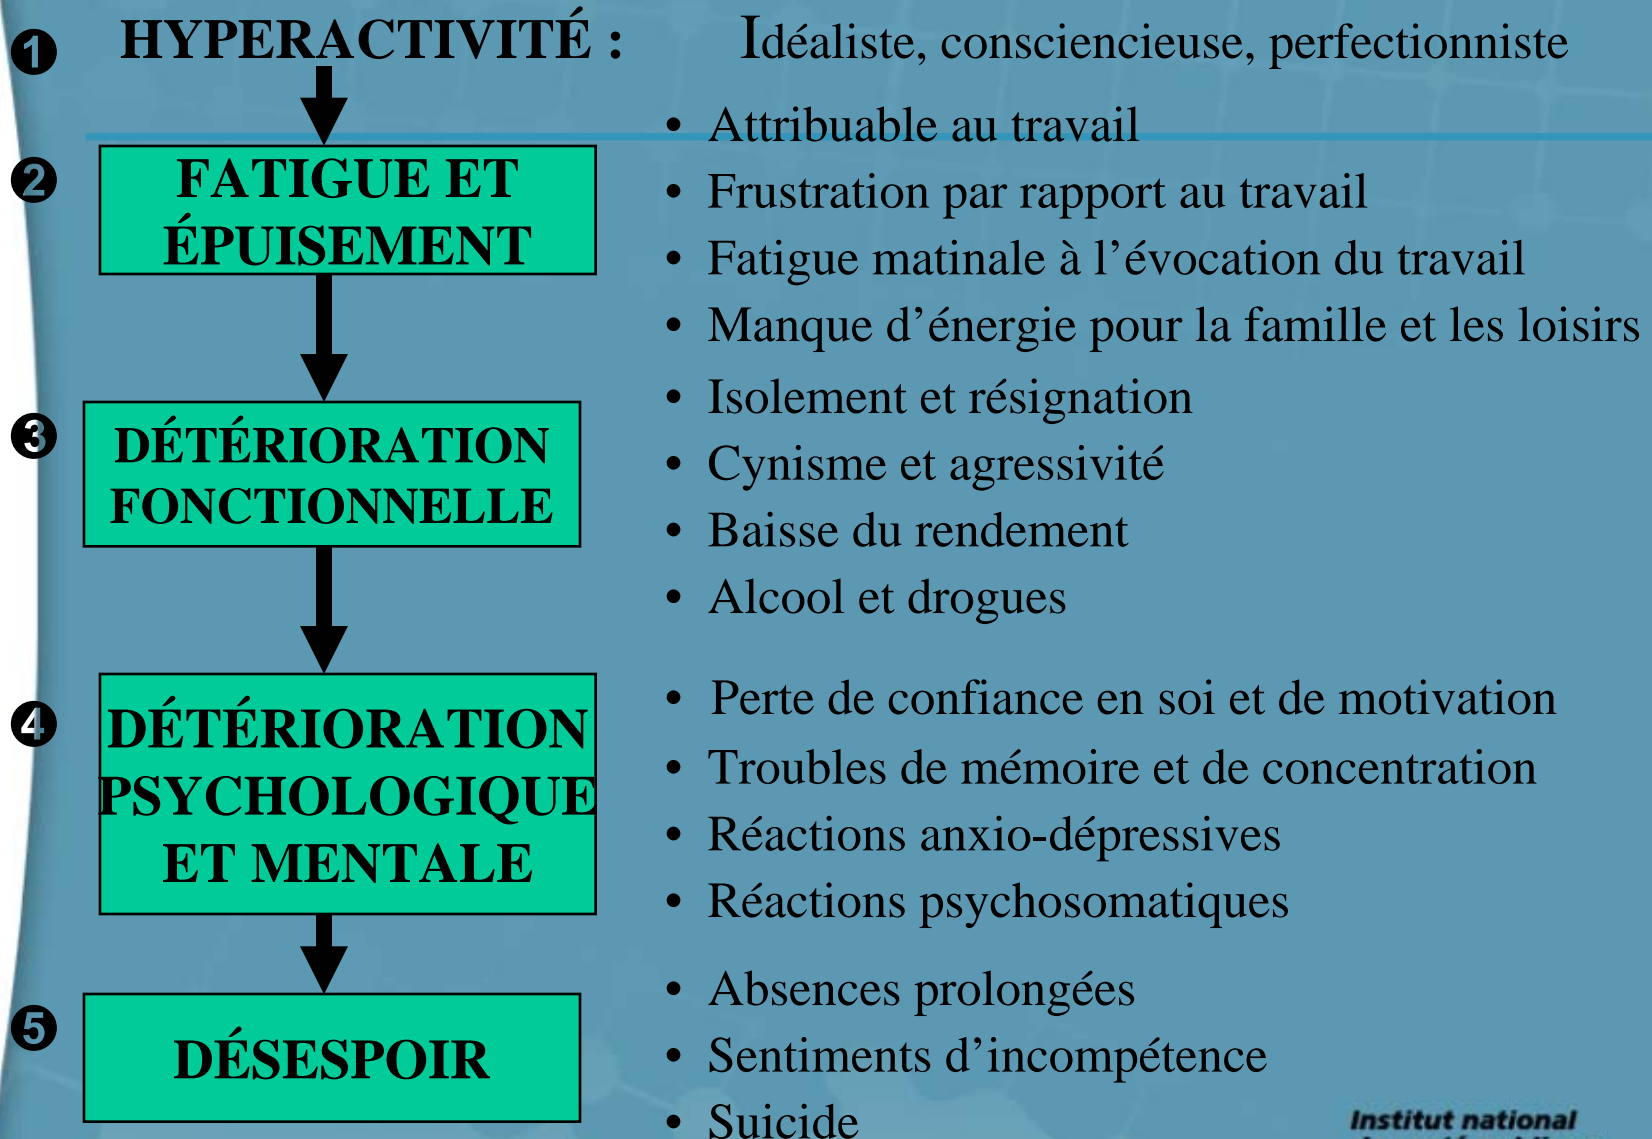 ❶ HYPERACTIVITÉ : Idéaliste, consciencieuse, perfectionniste
❷ FATIGUE ET
ÉPUISEMENT
• Attribuable au travail
• Frustration par rapport au travail
• Fatigue matinale à l’évocation du travail
• Manque d’énergie pour la famille et les loisirs
❸ DÉTÉRIORATION
FONCTIONNELLE
• Isolement et résignation
• Cynisme et agressivité
• Baisse du rendement
• Alcool et drogues
❹ DÉTÉRIORATION
PSYCHOLOGIQUE
ET MENTALE
• Perte de confiance en soi et de motivation
• Troubles de mémoire et de concentration
• Réactions anxio-dépressives
• Réactions psychosomatiques
❺ DÉSESPOIR
• Absences prolongées
• Sentiments d’incompétence
• Suicide
Institut national